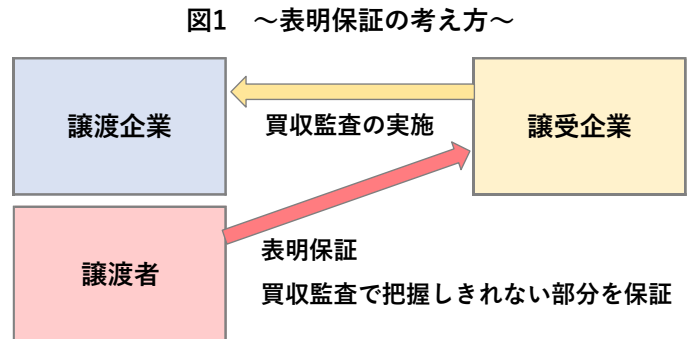 図1　～表明保証の考え方～
譲渡企業
買収監査の実施
譲受企業
譲渡者
表明保証
買収監査で把握しきれない部分を保証